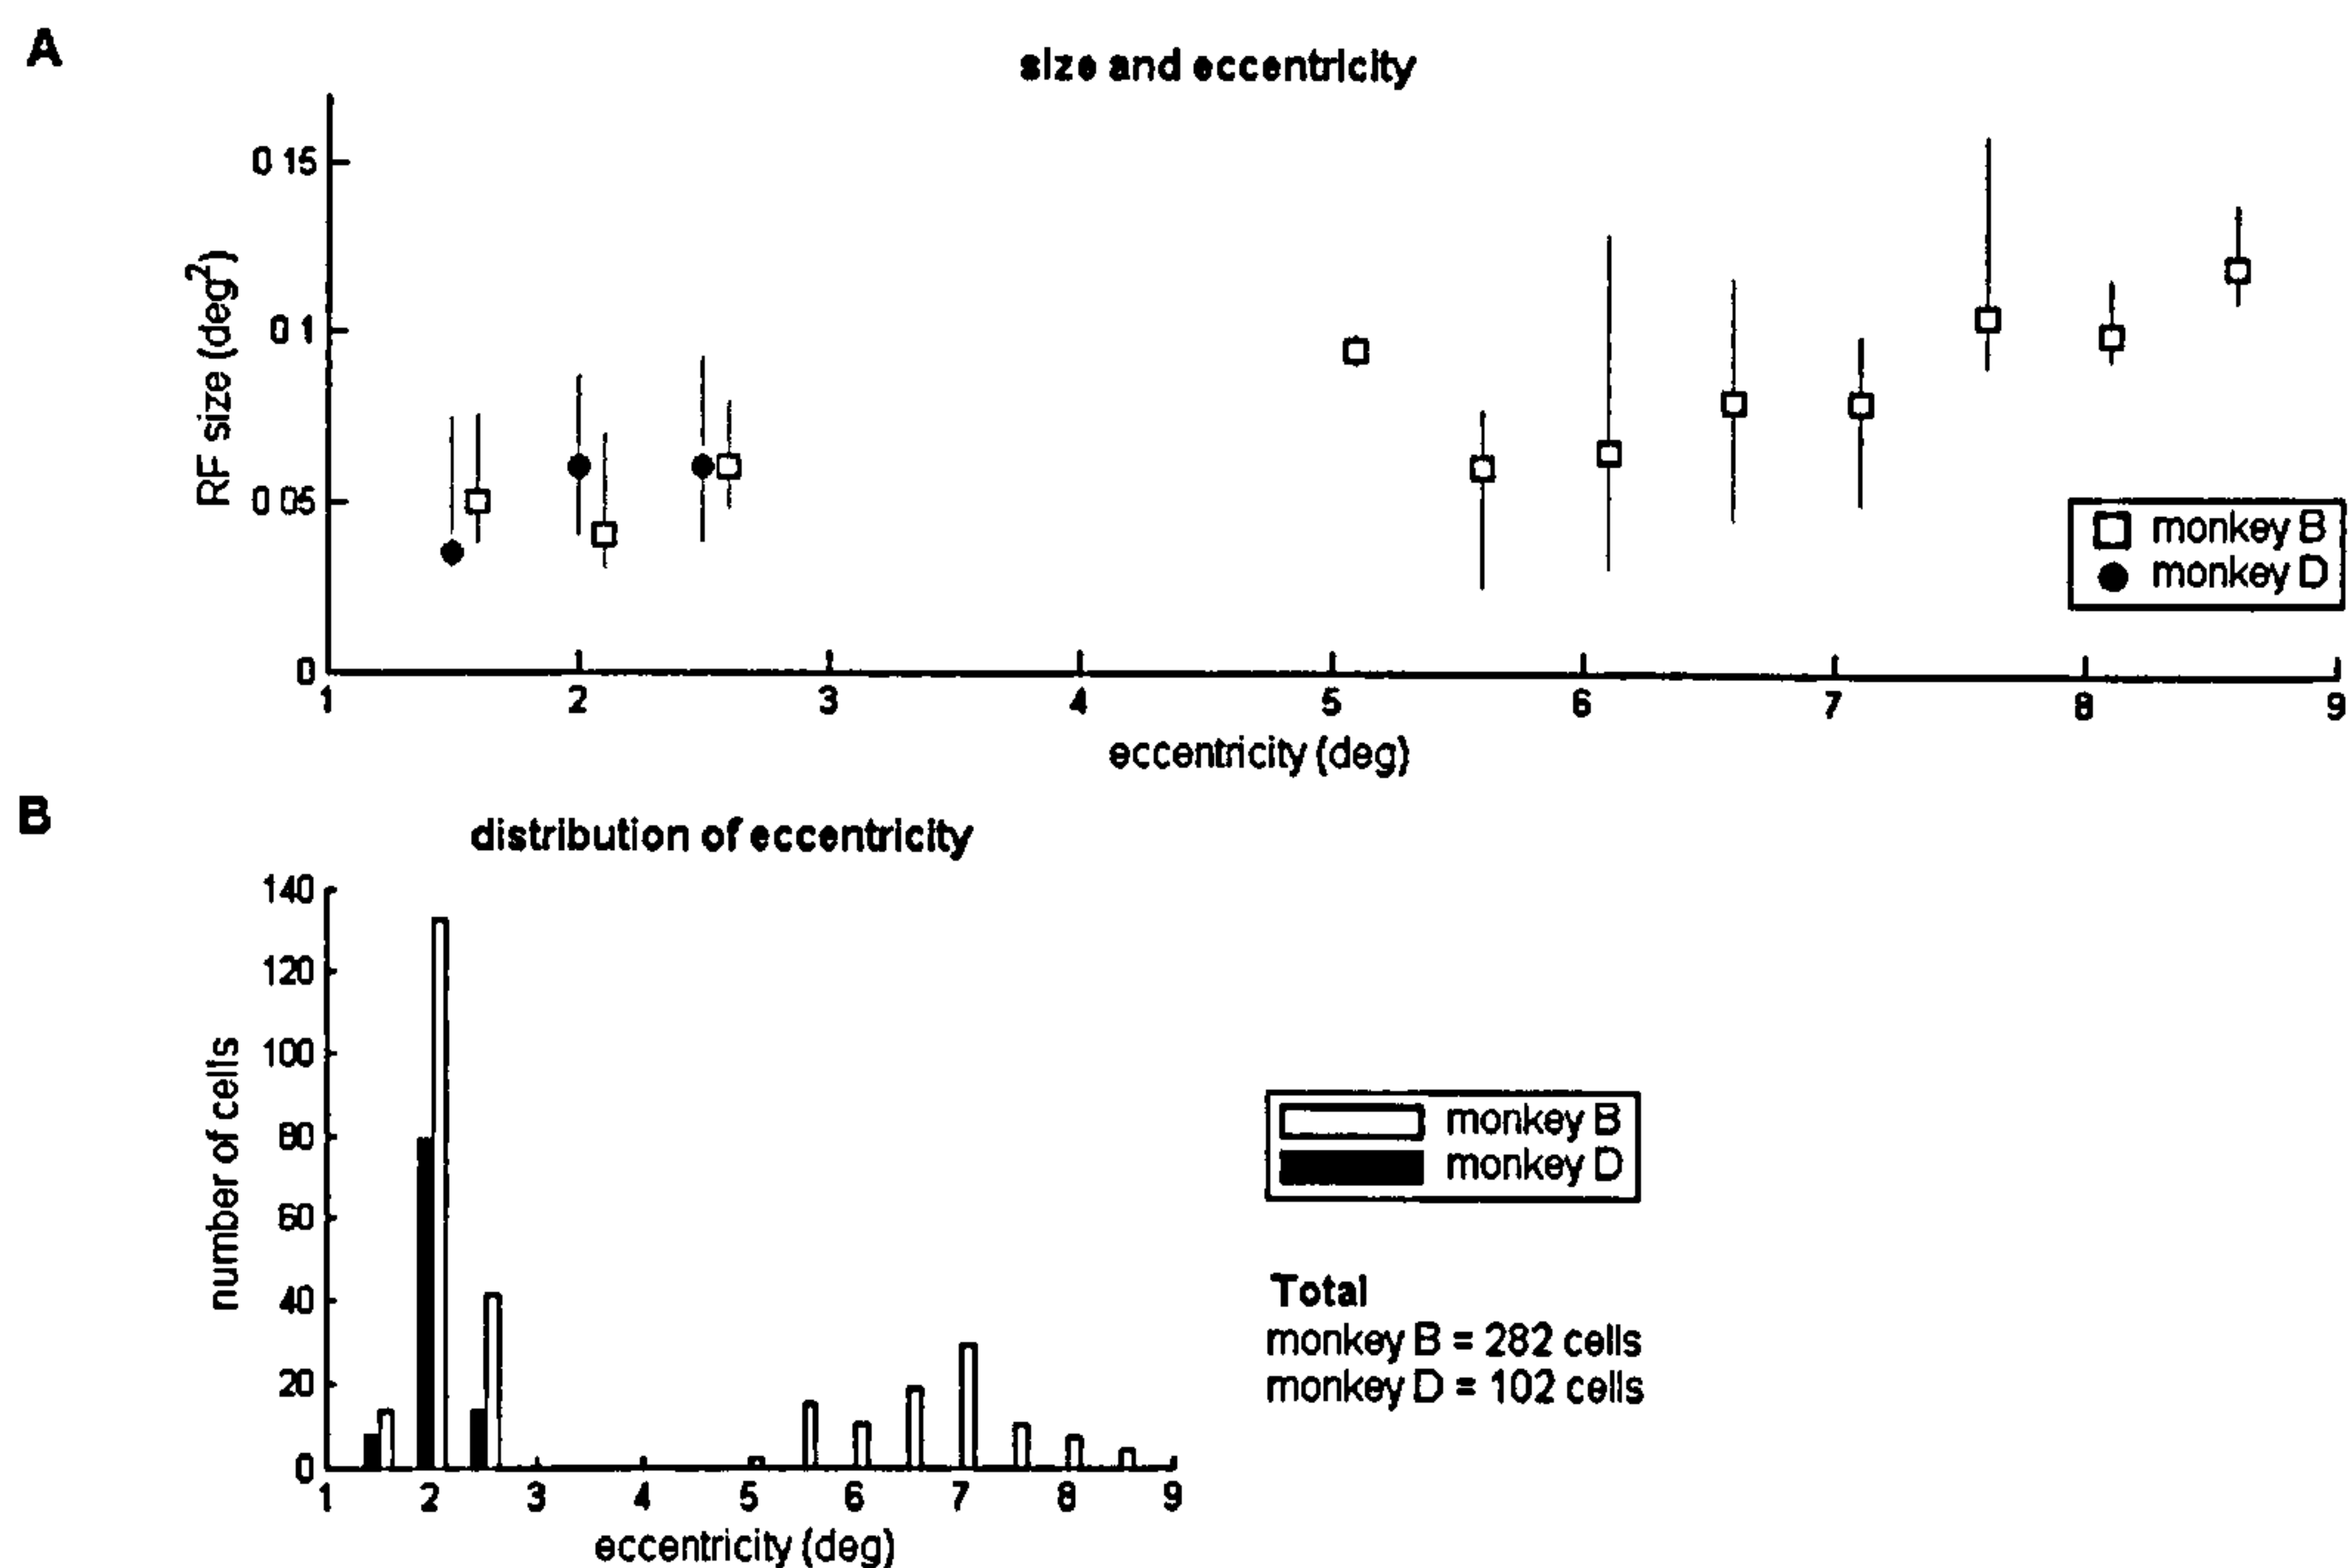 A
size and eccentricity
0 15
0 1
0 05
0
RF size (deg2)
1 2 3 4 5 6 7 8 9
eccentricity (deg)
monkey B
monkey D
B
distribution of eccentricity
140
120
100
80
60
40
20
0
number of cells
1 2 3 4 5 6 7 8 9
eccentricity (deg)
monkey B
monkey D
Total
monkey B = 282 cells
monkey D = 102 cells